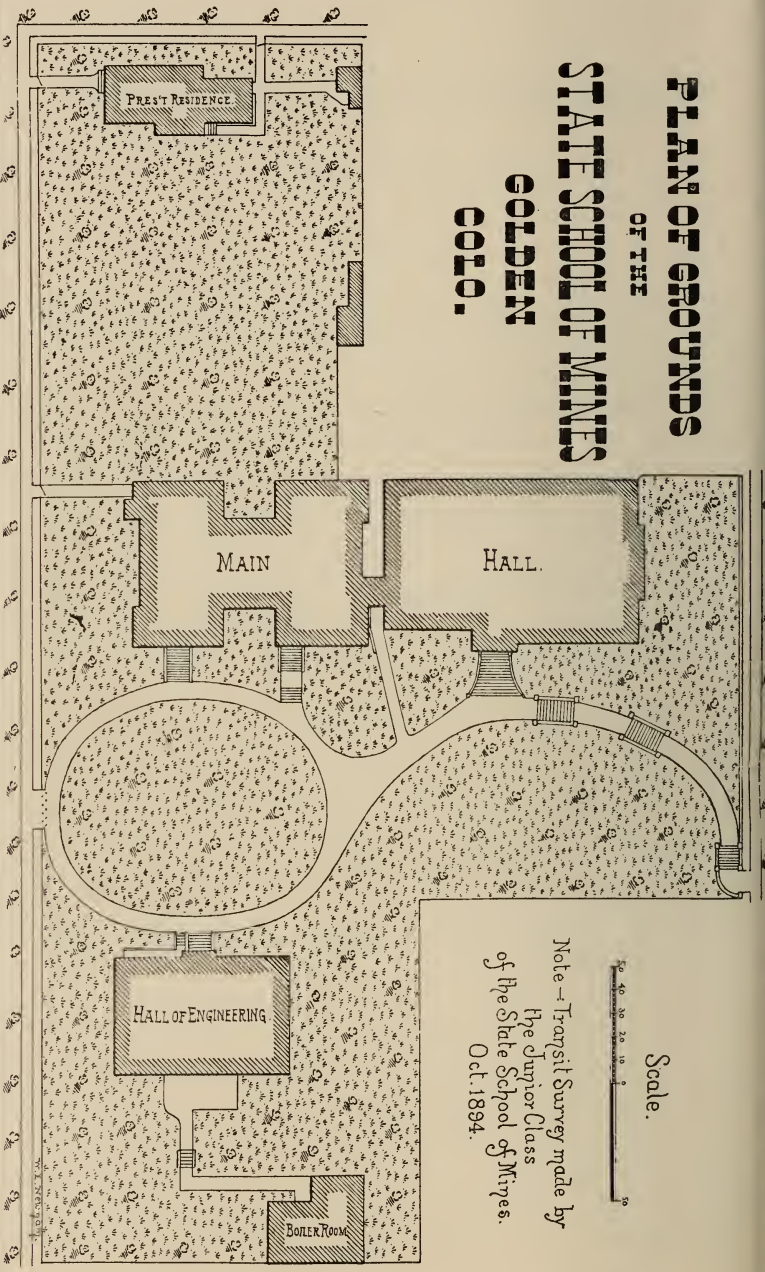 PLAN OF GROUNDS
OF THE
STATE SCHOOL OF MINES
GOLDEN
COLO.
PRES'T RESIDENCE.
MAIN
HALL.
HALL OF ENGINEERING.
BOILER ROOM.
Scale.
50 40 30 20 10 0 50
Note—Transit Survey made by
the Junior Class
of the State School of Mines.
Oct. 1894.